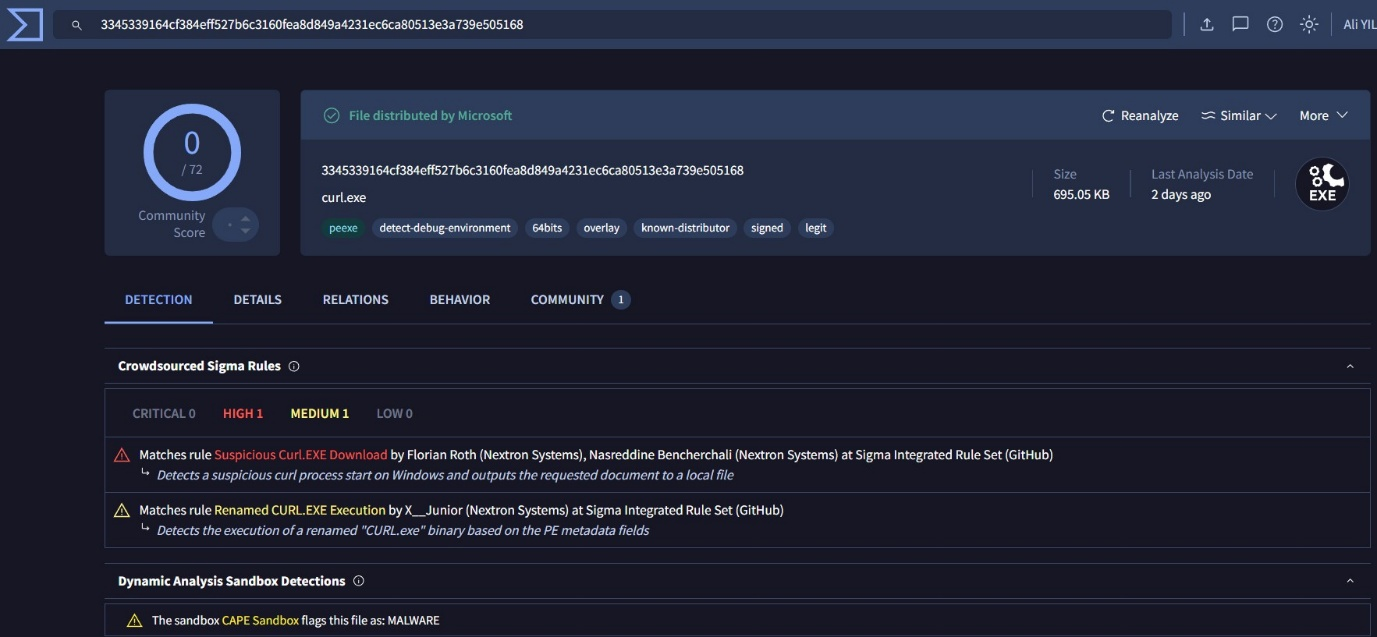 3345339164cf384eff527b6c3160fea8d849a4231ec6ca80513e3a739e505168
Ali YIL
0
/ 72
Community
Score
File distributed by Microsoft
Reanalyze
Similar
More
3345339164cf384eff527b6c3160fea8d849a4231ec6ca80513e3a739e505168
curl.exe
peexe
detect-debug-environment
64bits
overlay
known-distributor
signed
legit
Size
695.05 KB
Last Analysis Date
2 days ago
EXE
DETECTION
DETAILS
RELATIONS
BEHAVIOR
COMMUNITY 1
Crowdsourced Sigma Rules
CRITICAL 0
HIGH 1
MEDIUM 1
LOW 0
Matches rule Suspicious Curl.EXE Download by Florian Roth (Nextron Systems), Nasreddine Bencherchali (Nextron Systems) at Sigma Integrated Rule Set (GitHub)
Detects a suspicious curl process start on Windows and outputs the requested document to a local file
Matches rule Renamed CURL.EXE Execution by X__Junior (Nextron Systems) at Sigma Integrated Rule Set (GitHub)
Detects the execution of a renamed "CURL.exe" binary based on the PE metadata fields
Dynamic Analysis Sandbox Detections
The sandbox CAPE Sandbox flags this file as: MALWARE